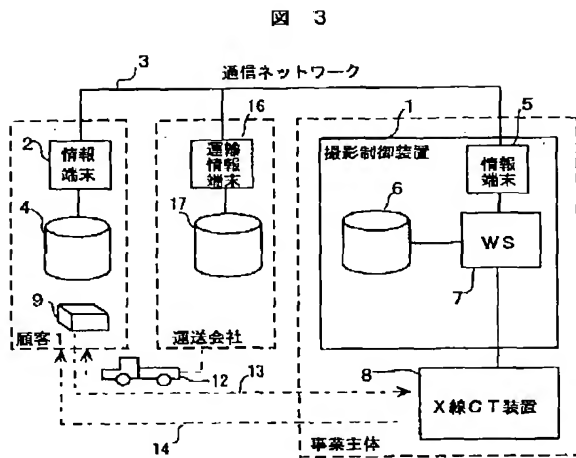 図 3
3
通信ネットワーク
2
情報
端末
4
9
顧客1
16
運輸
情報
端末
17
運送会社
12
13
14
1
5
撮影制御装置
情報
端末
6
WS
7
8
X線CT装置
事業主体